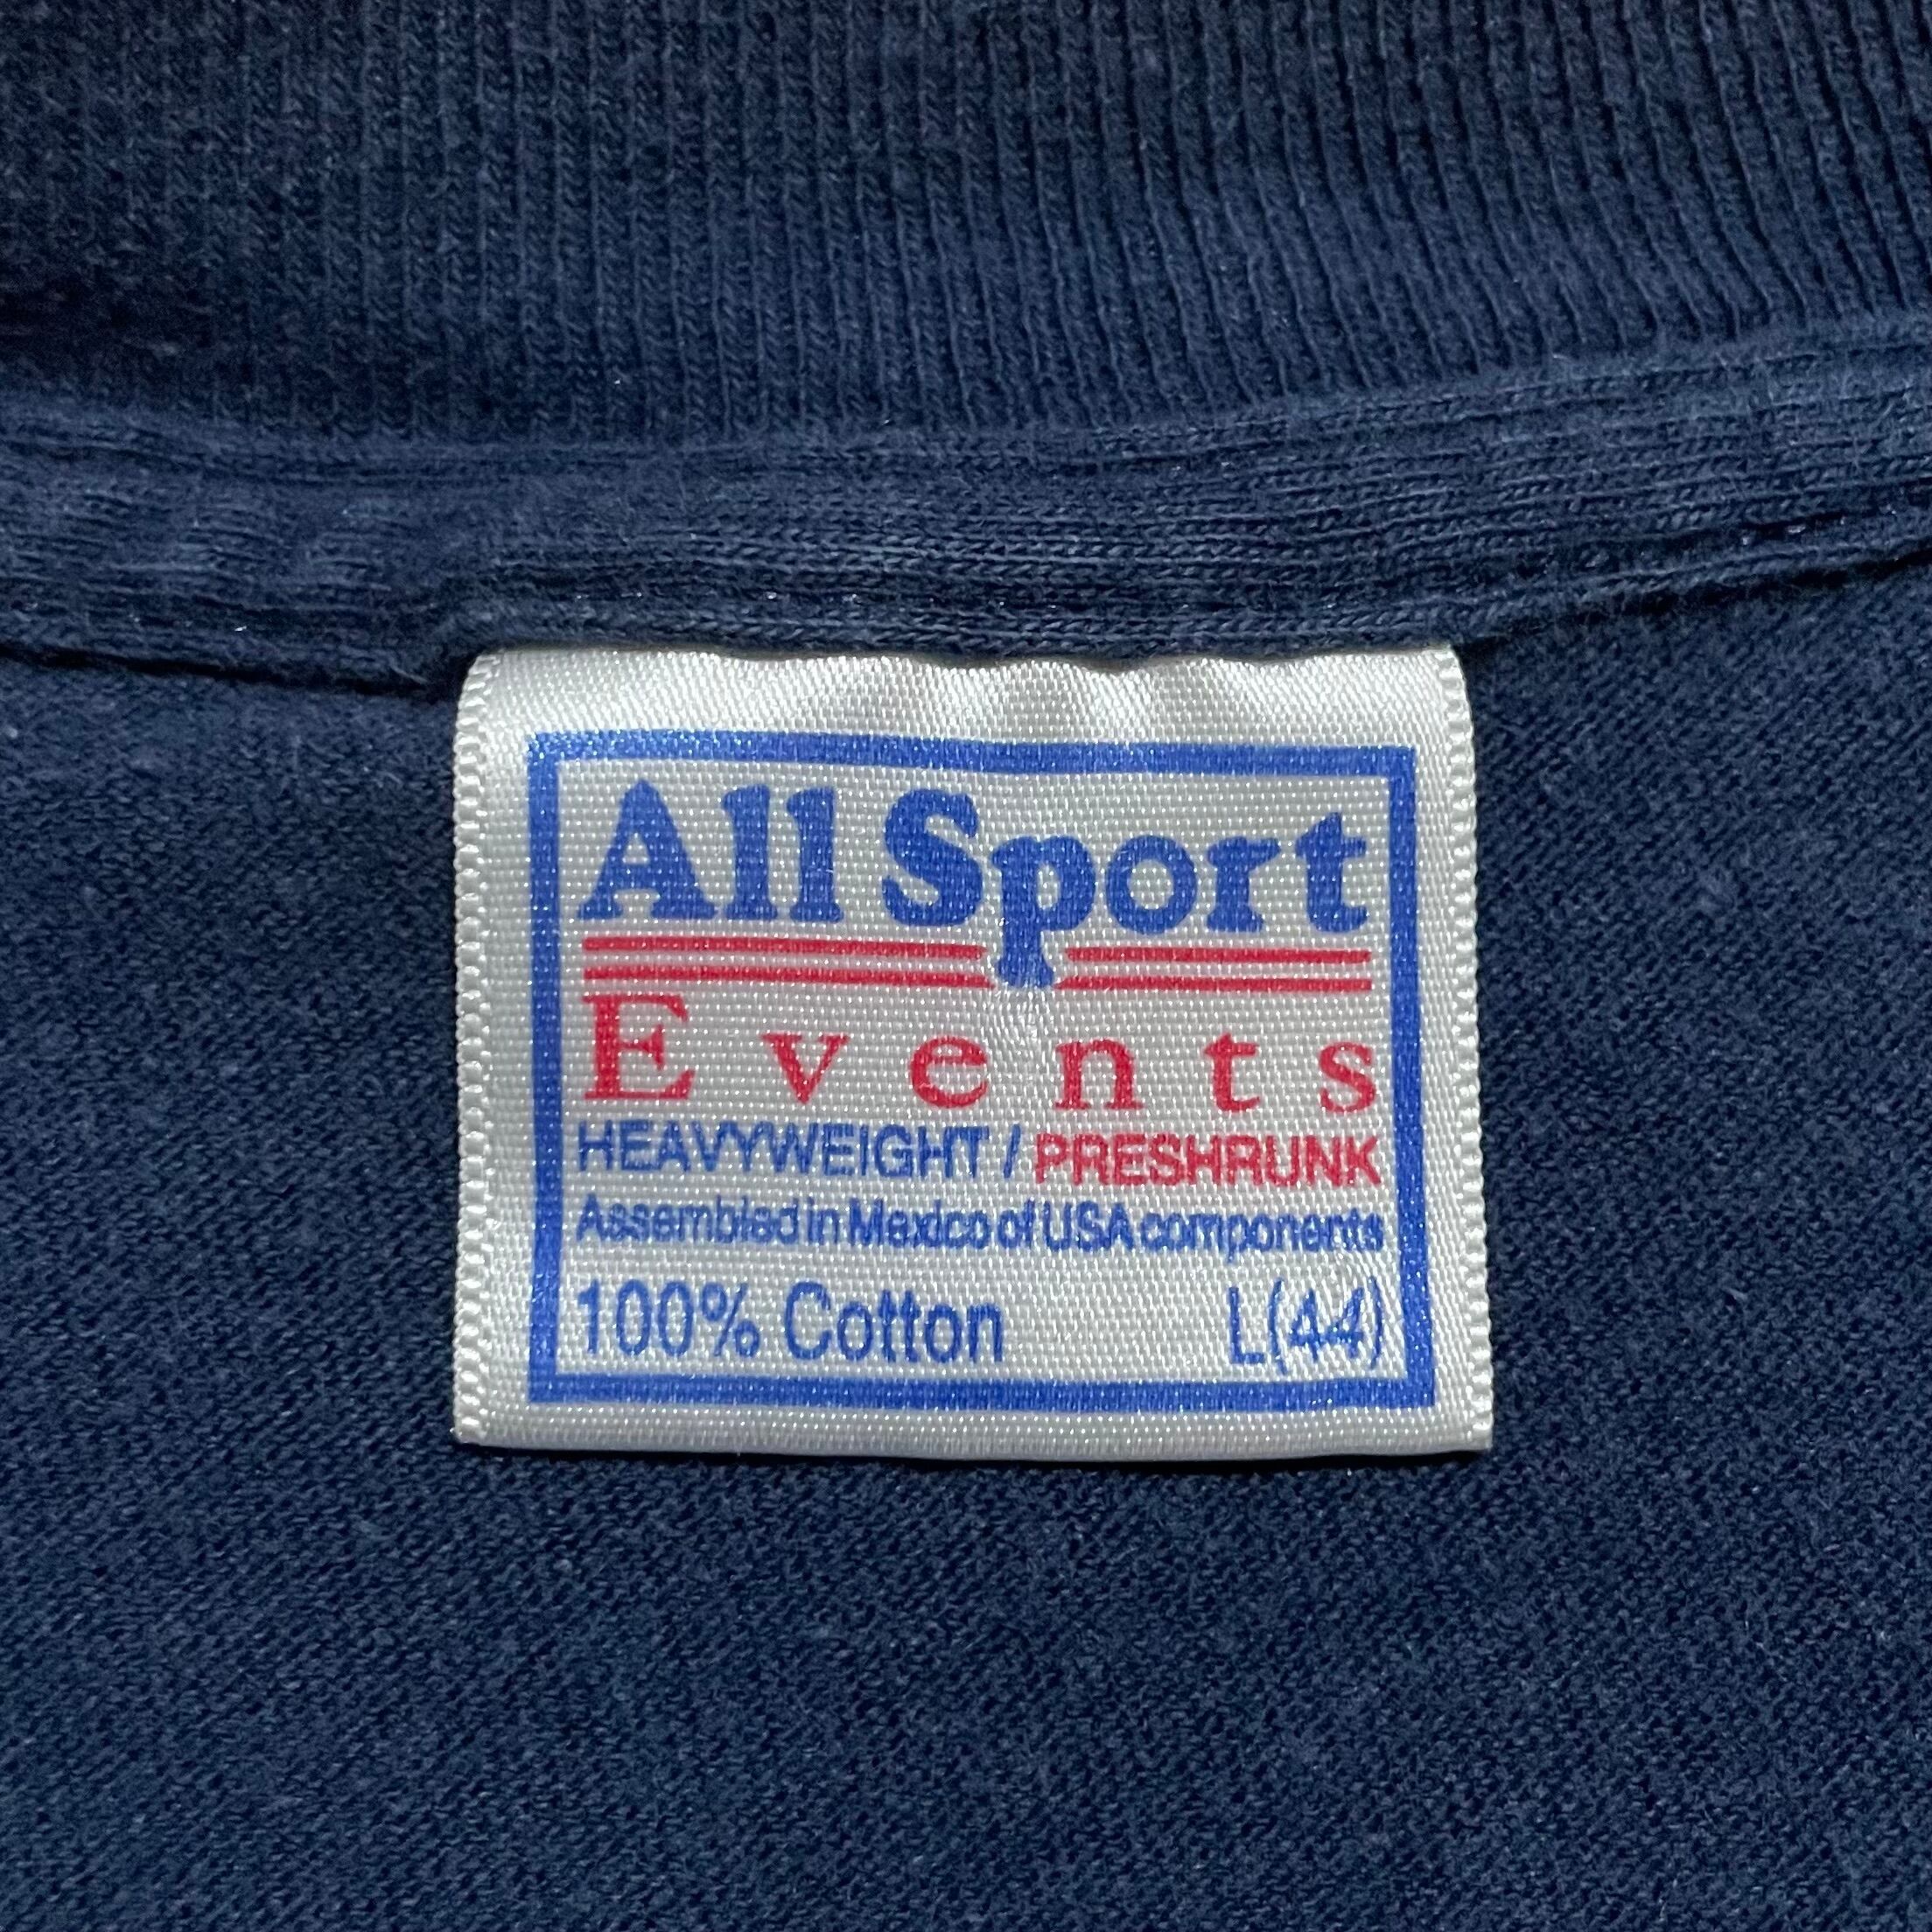 All Sport
Events
HEAVYWEIGHT / PRESHRUNK
Assembled in Mexico of USA components
100% Cotton L(44)